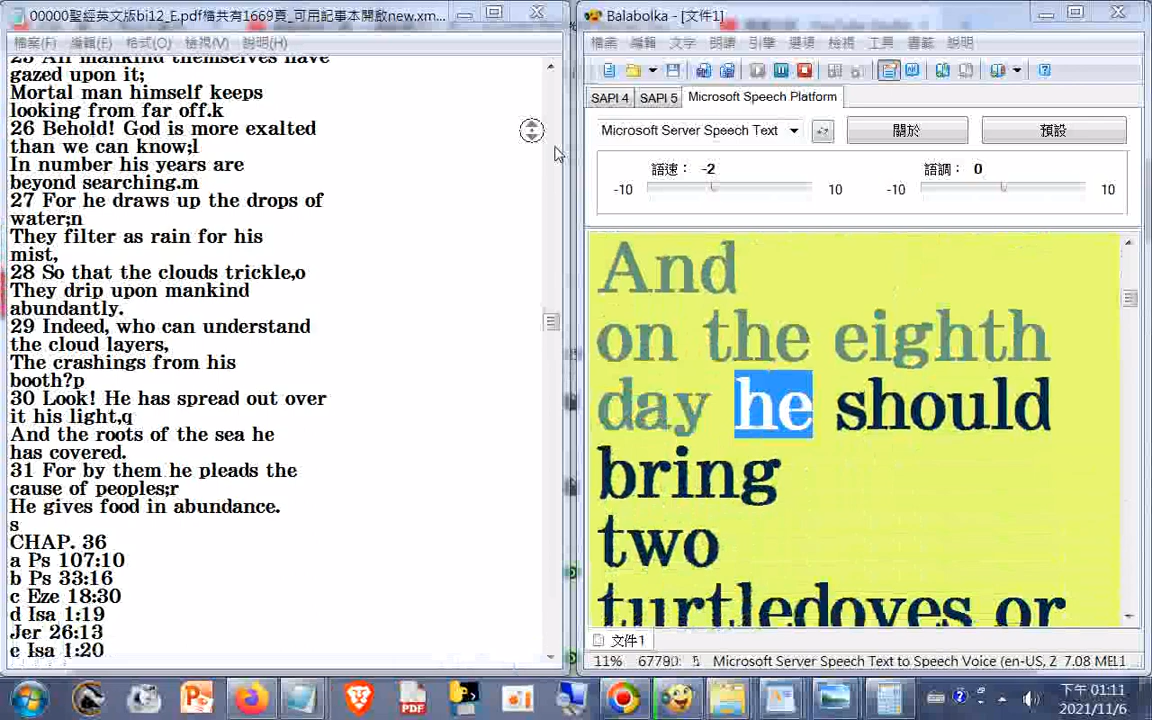 00000聖經英文版bi12_E.pdf檔共有1669頁_可用記事本開啟new.xm...
檔案(F) 編輯(E) 格式(O) 檢視(V) 說明(H)
25 All mankind themselves have
gazed upon it;
Mortal man himself keeps
looking from far off.k
26 Behold! God is more exalted
than we can know;l
In number his years are
beyond searching.m
27 For he draws up the drops of
water;n
They filter as rain for his
mist,
28 So that the clouds trickle,o
They drip upon mankind
abundantly.
29 Indeed, who can understand
the cloud layers,
The crashings from his
booth?p
30 Look! He has spread out over
it his light,q
And the roots of the sea he
has covered.
31 For by them he pleads the
cause of peoples;r
He gives food in abundance.
s
CHAP. 36
a Ps 107:10
b Ps 33:16
c Eze 18:30
d Isa 1:19
Jer 26:13
e Isa 1:20
Balabolka - [文件1]
檔案 編輯 文字 朗讀 引擎 選項 檢視 工具 書籤 說明
SAPI 4 SAPI 5 Microsoft Speech Platform
Microsoft Server Speech Text 關於 預設
語速： -2 語調： 0
-10 10 -10 10
And
on the eighth
day he should
bring
two
turtledoves or
文件1
11% Microsoft Server Speech Text to Speech Voice (en-US, Z
下午 01:11
2021/11/6